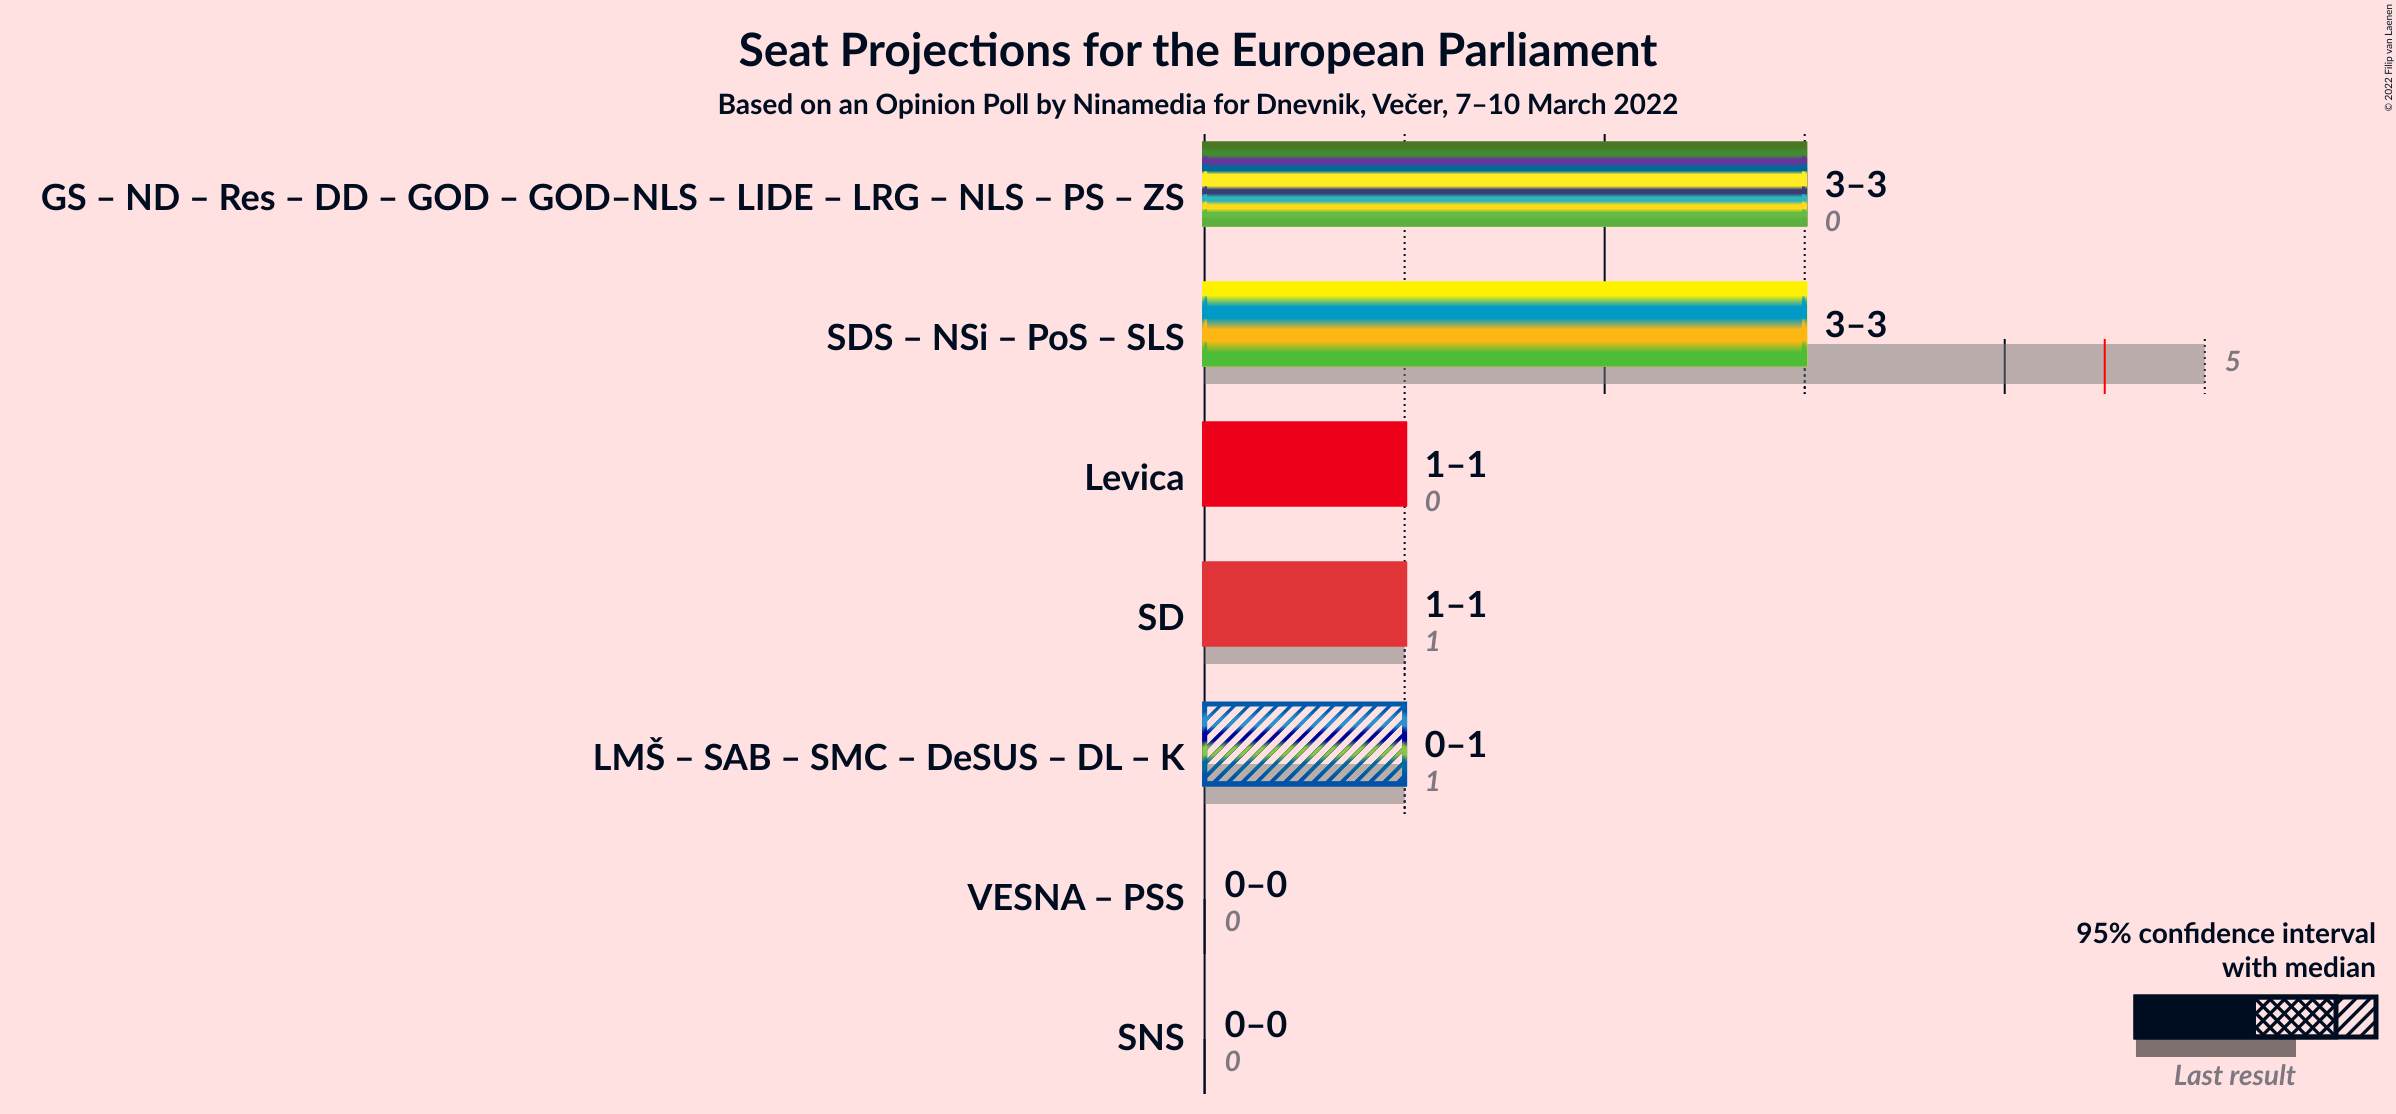 Seat Projections for the European Parliament
Based on an Opinion Poll by Ninamedia for Dnevnik, Večer, 7–10 March 2022
© 2022 Filip van Laenen
GS – ND – Res – DD – GOD – GOD–NLS – LIDE – LRG – NLS – PS – ZS
3–3
0
SDS – NSi – PoS – SLS
3–3
5
Levica
1–1
0
SD
1–1
1
LMŠ – SAB – SMC – DeSUS – DL – K
0–1
1
VESNA – PSS
0–0
0
SNS
0–0
0
95% confidence interval
with median
Last result